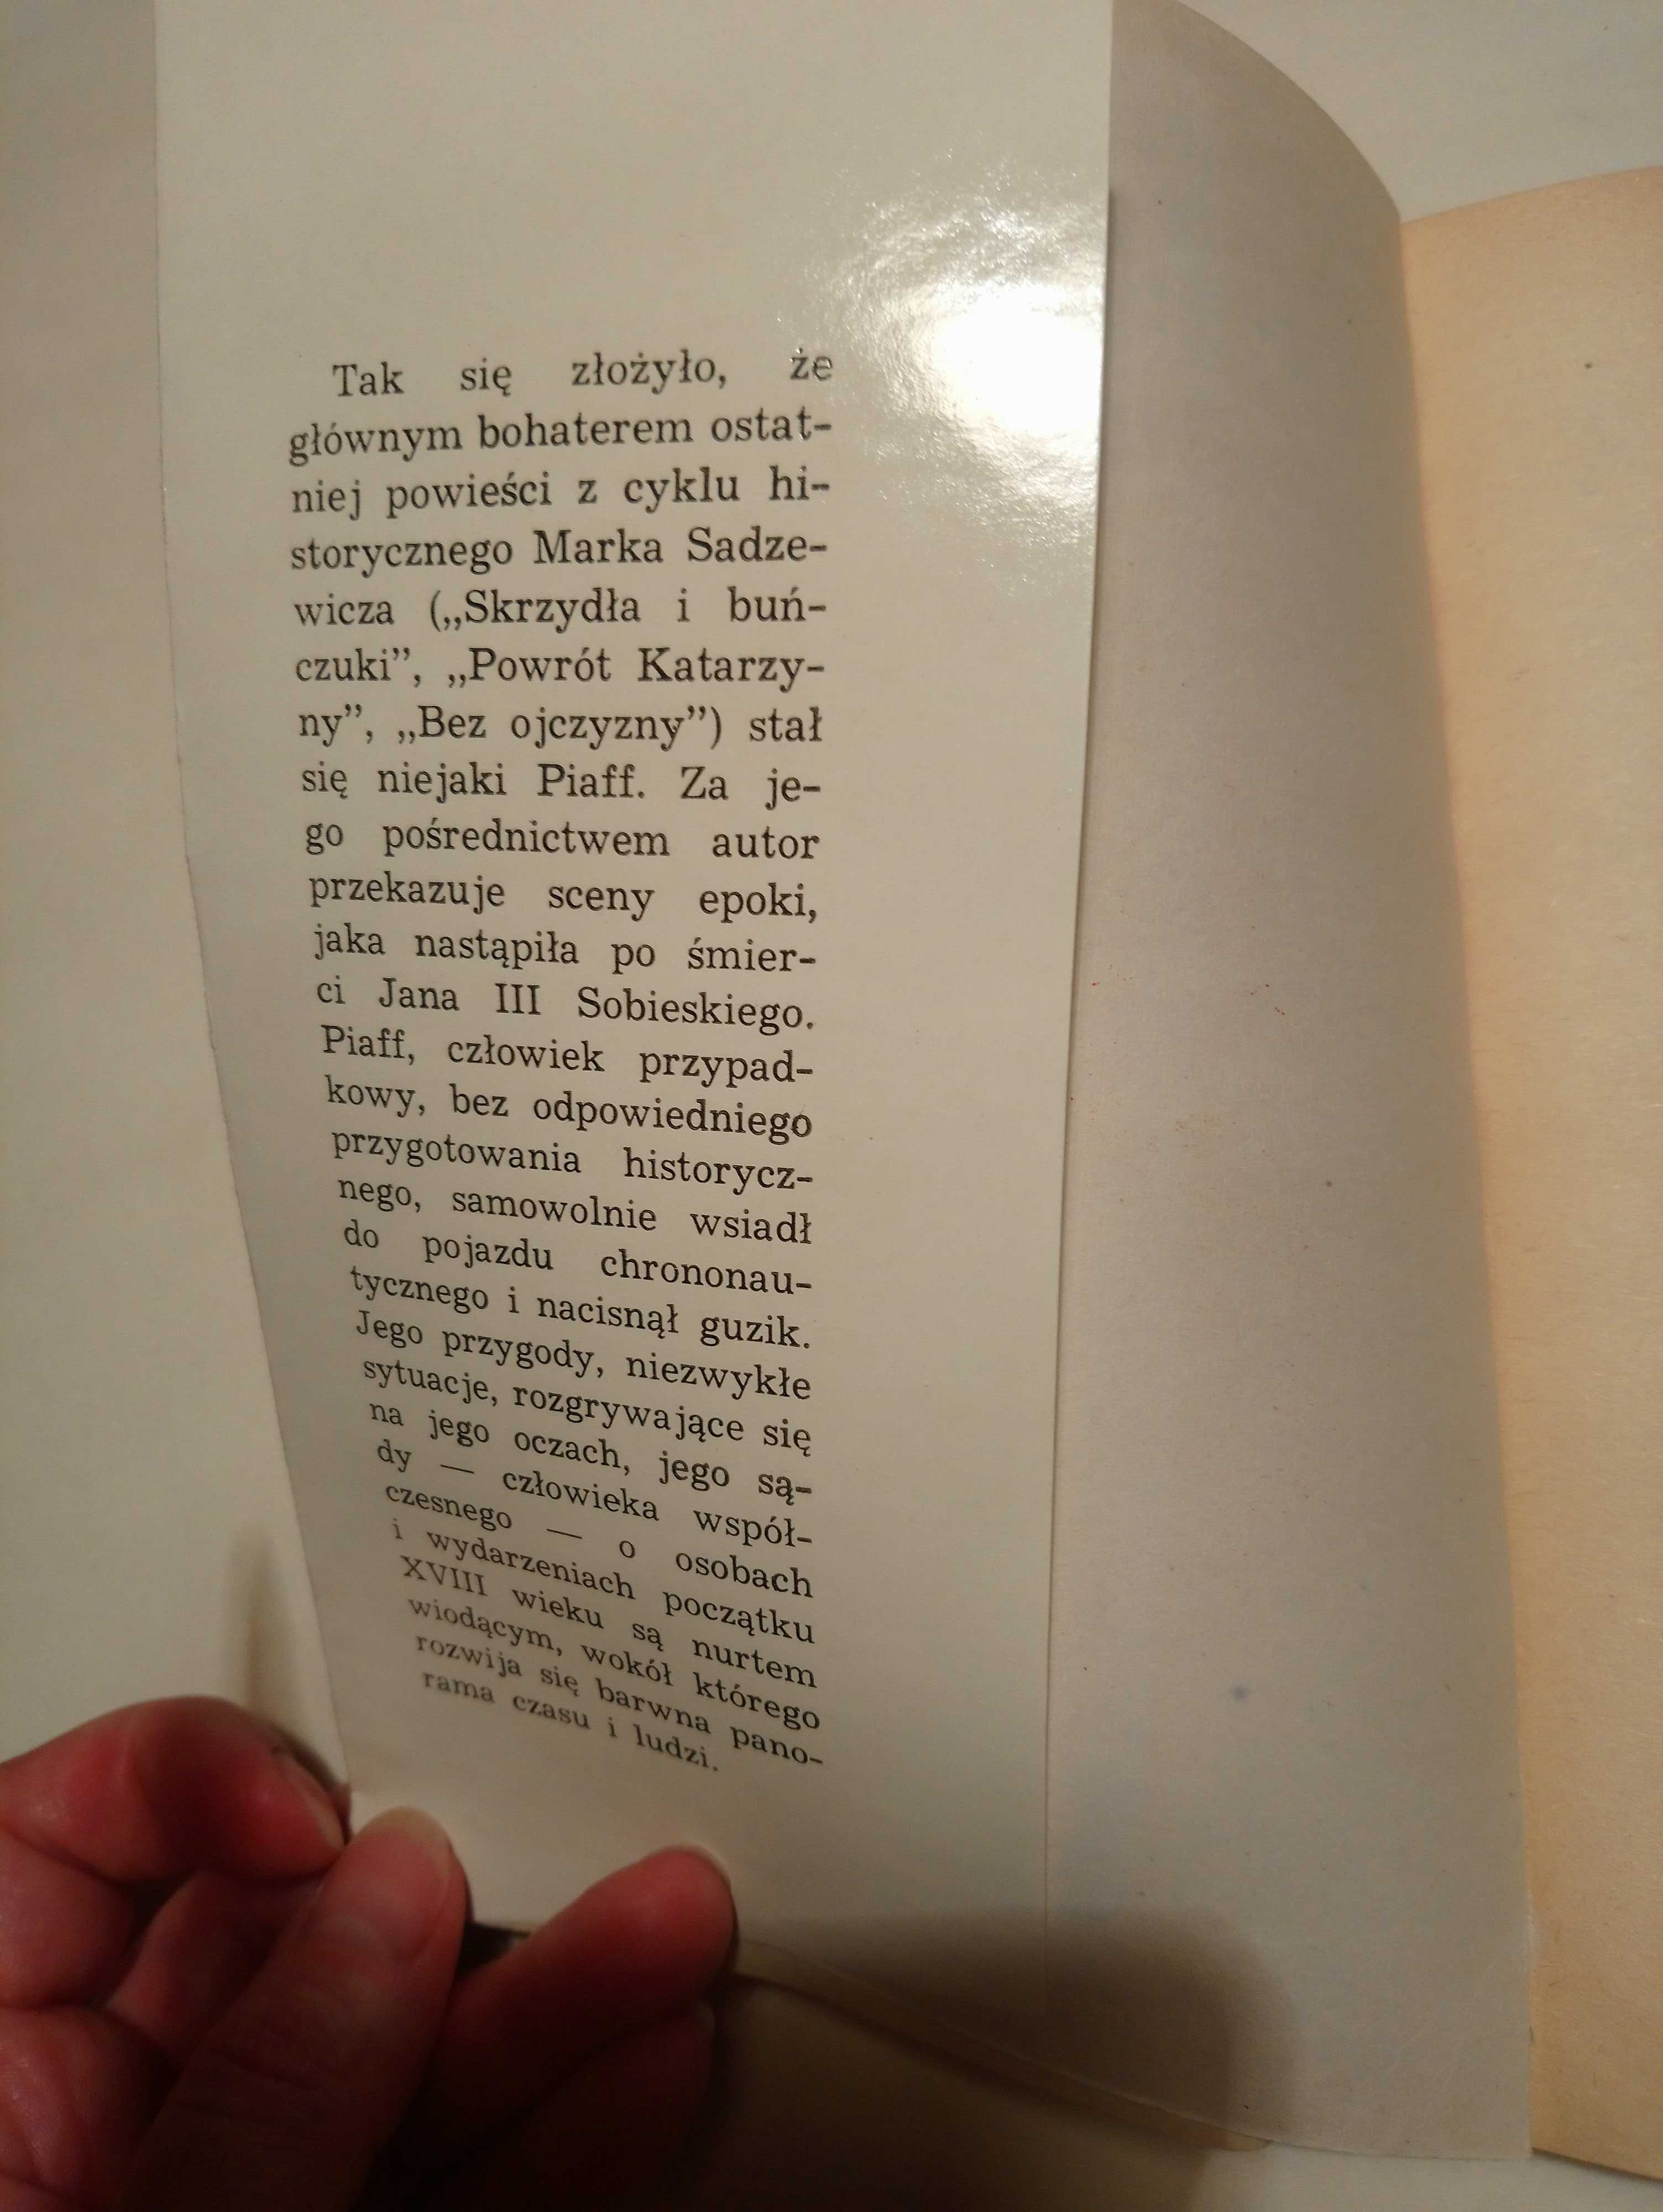 Tak się złożyło, że
głównym bohaterem ostat-
niej powieści z cyklu hi-
storycznego Marka Sadze-
wicza („Skrzydła i buń-
czuki”, „Powrót Katarzy-
ny”, „Bez ojczyzny”) stał
się niejaki Piaff. Za je-
go pośrednictwem autor
przekazuje sceny epoki,
jaka nastąpiła po śmier-
ci Jana III Sobieskiego.
Piaff, człowiek przypad-
kowy, bez odpowiedniego
przygotowania historycz-
nego, samowolnie wsiadł
do pojazdu chrononau-
tycznego i nacisnął guzik.
Jego przygody, niezwykłe
sytuacje, rozgrywające się
na jego oczach, jego są-
dy — człowieka współ-
czesnego — o osobach
i wydarzeniach początku
XVIII wieku są nurtem
wiodącym, wokół którego
rozwija się barwna pano-
rama czasu i ludzi.